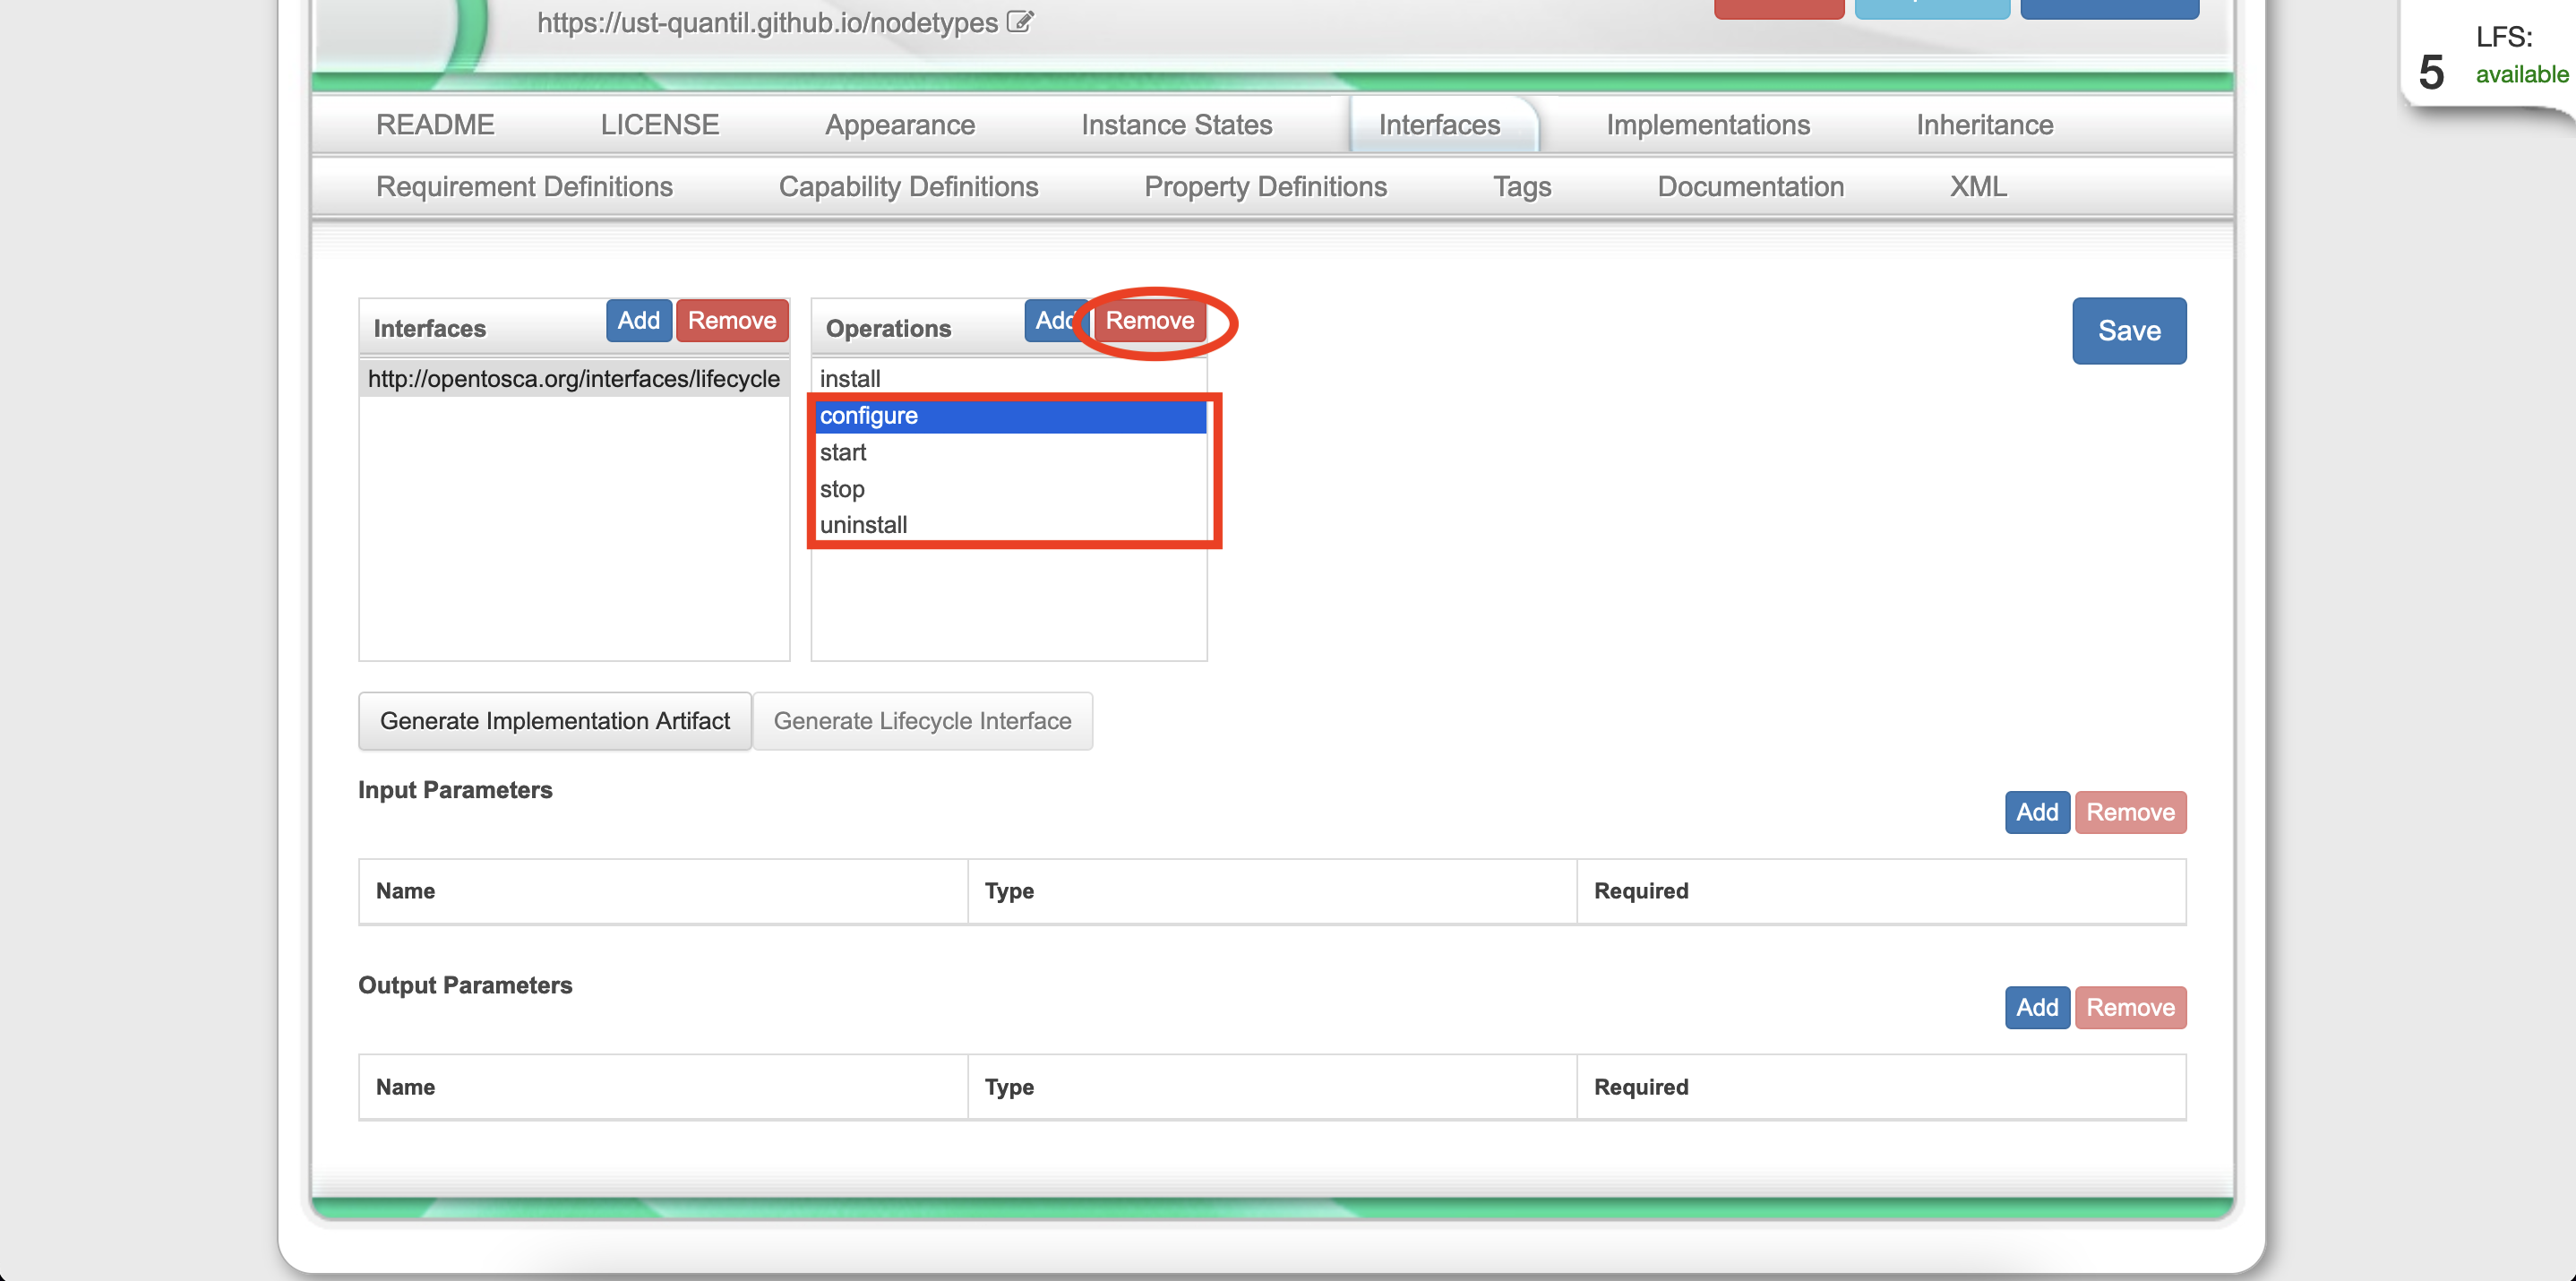 https://ust-quantil.github.io/nodetypes
LFS:
5 available
README LICENSE Appearance Instance States Interfaces Implementations Inheritance
Requirement Definitions Capability Definitions Property Definitions Tags Documentation XML
Interfaces Add Remove
http://opentosca.org/interfaces/lifecycle
Operations Add Remove
install
configure
start
stop
uninstall
Save
Generate Implementation Artifact Generate Lifecycle Interface
Input Parameters
Add Remove
Name Type Required
Output Parameters
Add Remove
Name Type Required